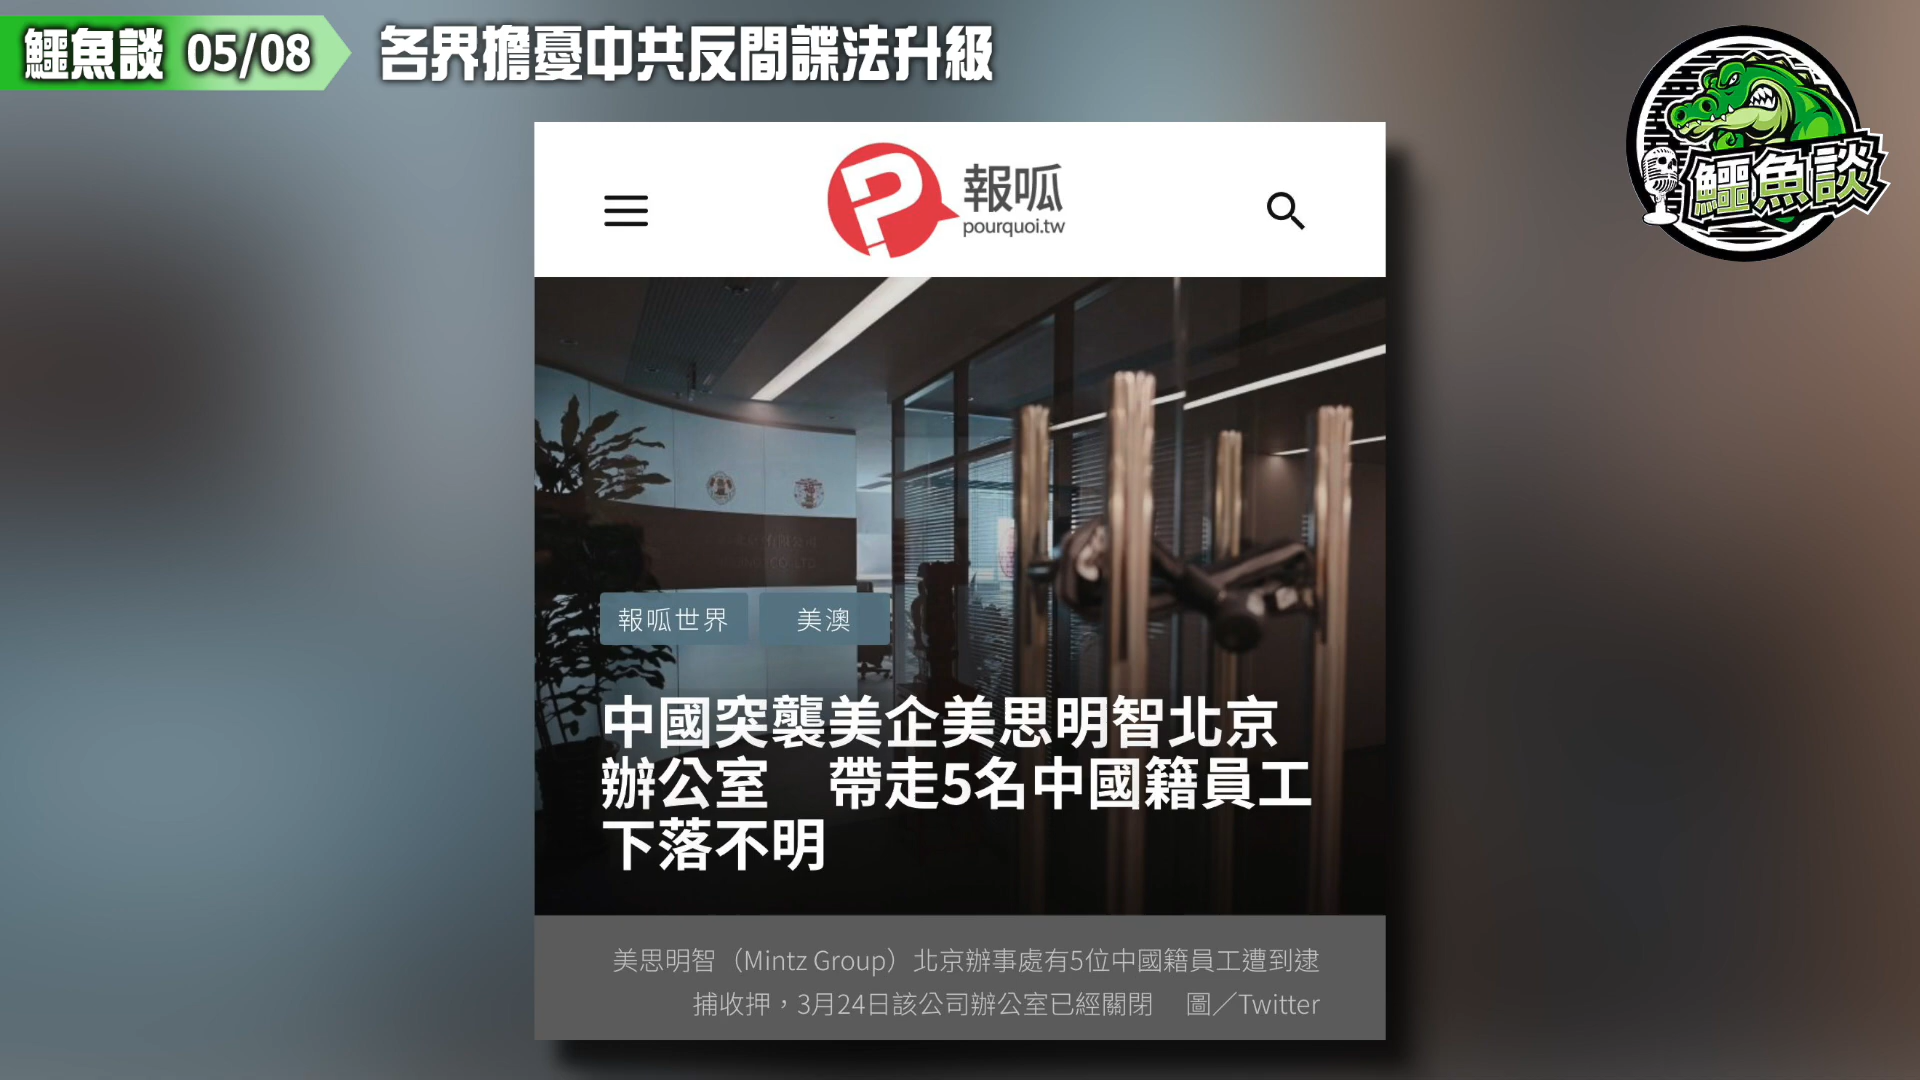 鱷魚談 05/08
各界擔憂中共反間諜法升級
鱷魚談
報呱
pourquoi.tw
報呱世界
美澳
中國突襲美企美思明智北京
辦公室 帶走5名中國籍員工
下落不明
美思明智（Mintz Group）北京辦事處有5位中國籍員工遭到逮
捕收押，3月24日該公司辦公室已經關閉 圖／Twitter